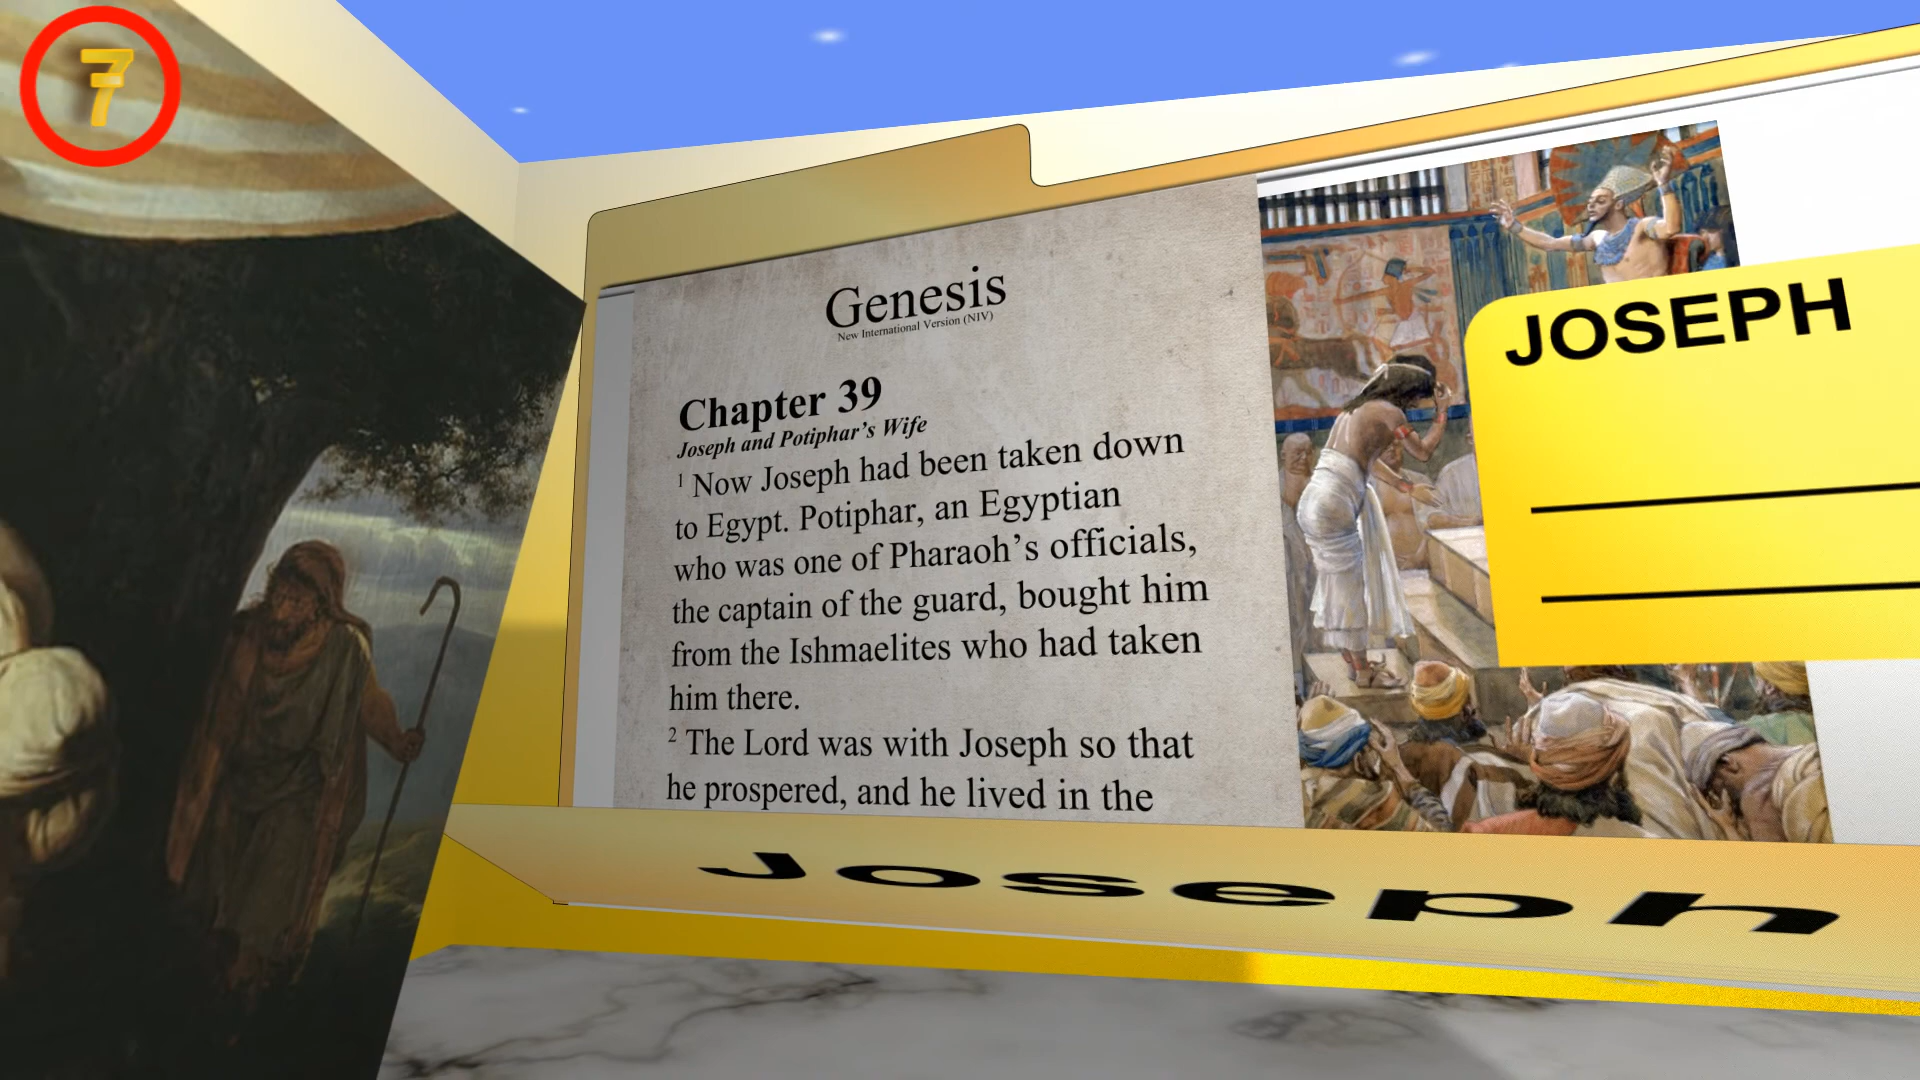 7
Genesis
New International Version (NIV)
Chapter 39
Joseph and Potiphar’s Wife
1 Now Joseph had been taken down
to Egypt. Potiphar, an Egyptian
who was one of Pharaoh’s officials,
the captain of the guard, bought him
from the Ishmaelites who had taken
him there.
2 The Lord was with Joseph so that
he prospered, and he lived in the
JOSEPH
Joseph